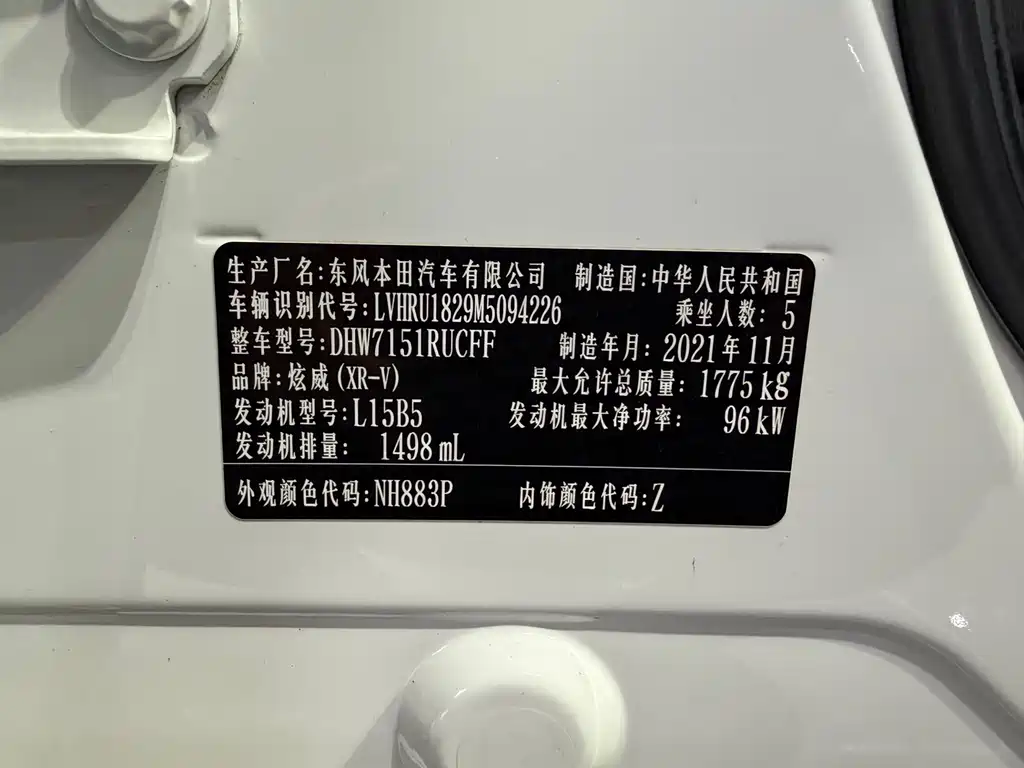 生产厂名:东风本田汽车有限公司 制造国:中华人民共和国
车辆识别代号:LVHRU1829M5094226 乘坐人数: 5
整车型号:DHW7151RUCFF 制造年月: 2021年11月
品牌:炫威(XR-V) 最大允许总质量: 1775kg
发动机型号:L15B5 发动机最大净功率: 96kW
发动机排量: 1498mL
外观颜色代码:NH883P 内饰颜色代码:Z